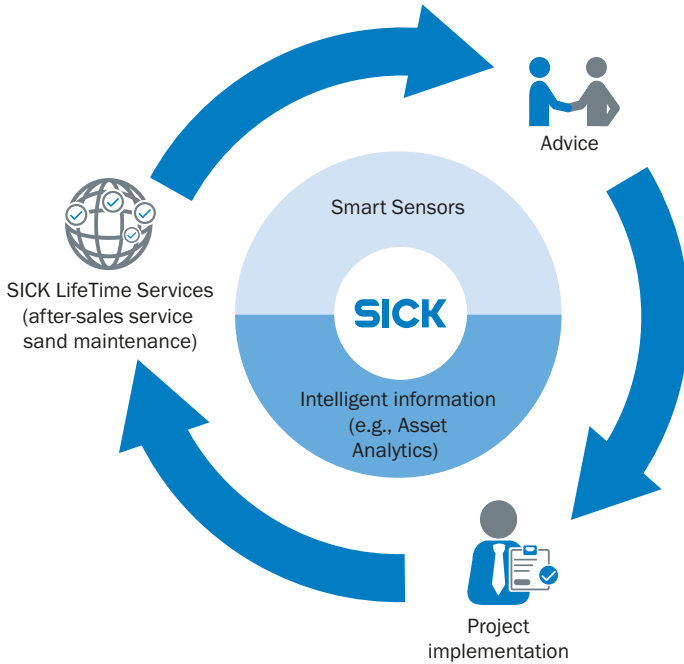 Advice
Smart Sensors
SICK LifeTime Services
(after-sales service
sand maintenance)
SICK
Intelligent information
(e.g., Asset
Analytics)
Project
implementation